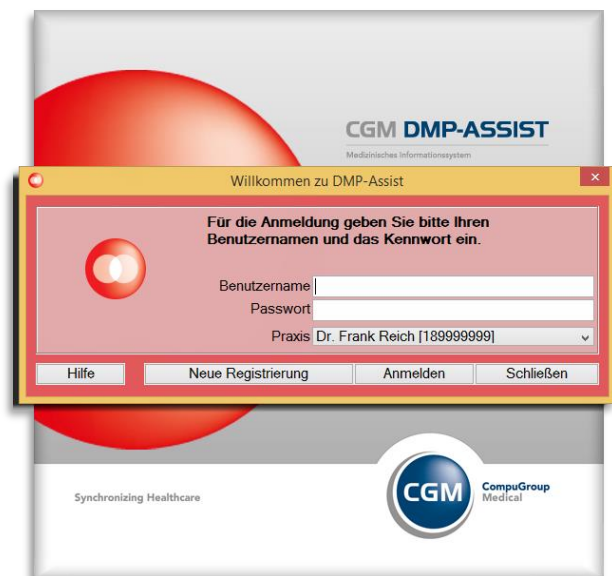 CGM DMP-ASSIST
Medizinisches Informationssystem
Willkommen zu DMP-Assist
Für die Anmeldung geben Sie bitte Ihren
Benutzernamen und das Kennwort ein.
Benutzername
Passwort
Praxis Dr. Frank Reich [189999999]
Hilfe Neue Registrierung Anmelden Schließen
Synchronizing Healthcare
CGM
CompuGroup
Medical